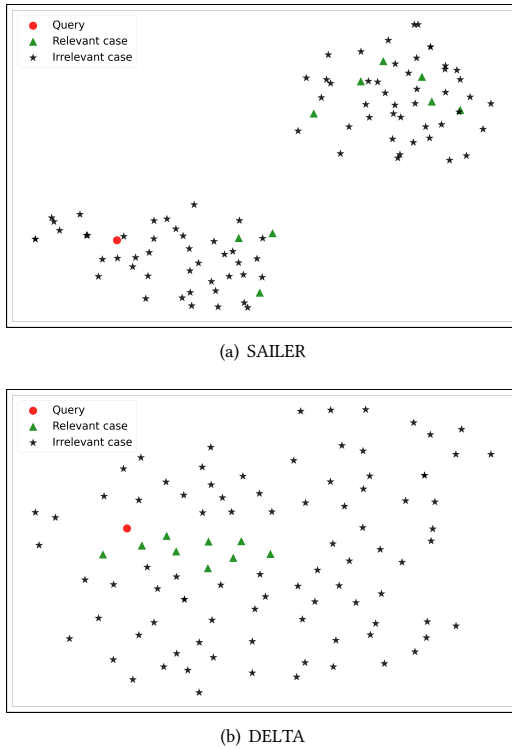 Query
Relevant case
Irrelevant case
(a) SAILER
Query
Relevant case
Irrelevant case
(b) DELTA